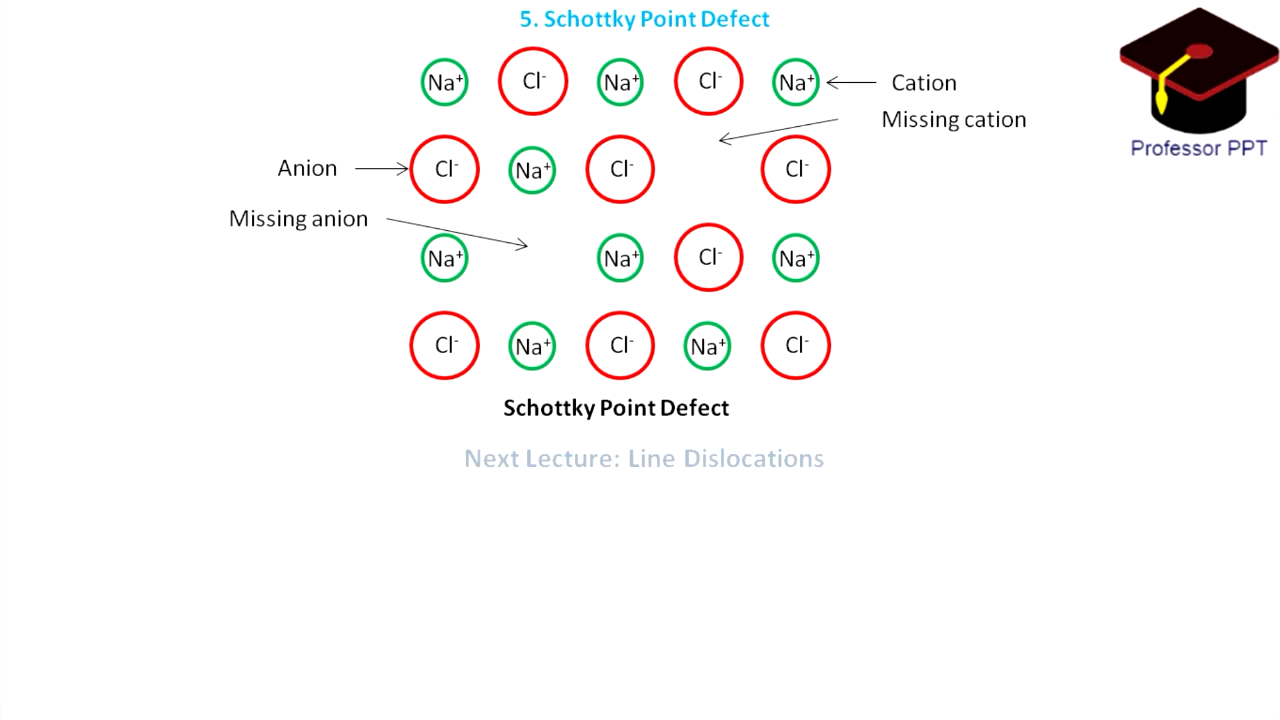 5. Schottky Point Defect
Na⁺ Cl⁻ Na⁺ Cl⁻ Na⁺ Cation
Missing cation
Anion Cl⁻ Na⁺ Cl⁻ Cl⁻
Missing anion
Na⁺ Na⁺ Cl⁻ Na⁺
Cl⁻ Na⁺ Cl⁻ Na⁺ Cl⁻
Schottky Point Defect
Next Lecture: Line Dislocations
Professor PPT